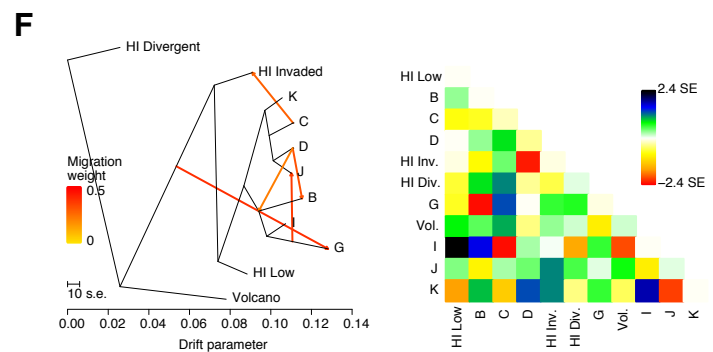 F
HI Divergent
HI Invaded
K
C
D
J
B
I
G
HI Low
Volcano
Migration
weight
0.5
0
10 s.e.
0.00 0.02 0.04 0.06 0.08 0.10 0.12 0.14
Drift parameter
HI Low
B
C
D
HI Inv.
HI Div.
G
Vol.
I
J
K
2.4 SE
−2.4 SE
HI Low B C D HI Inv. HI Div. G Vol. I J K